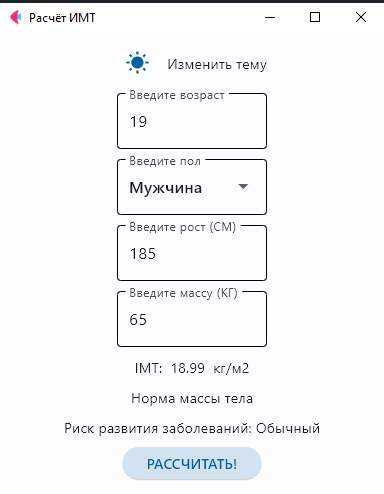 Расчёт ИМТ
Изменить тему
Введите возраст
19
Введите пол
Мужчина
Введите рост (СМ)
185
Введите массу (КГ)
65
IMT: 18.99 кг/м2
Норма массы тела
Риск развития заболеваний: Обычный
РАССЧИТАТЬ!